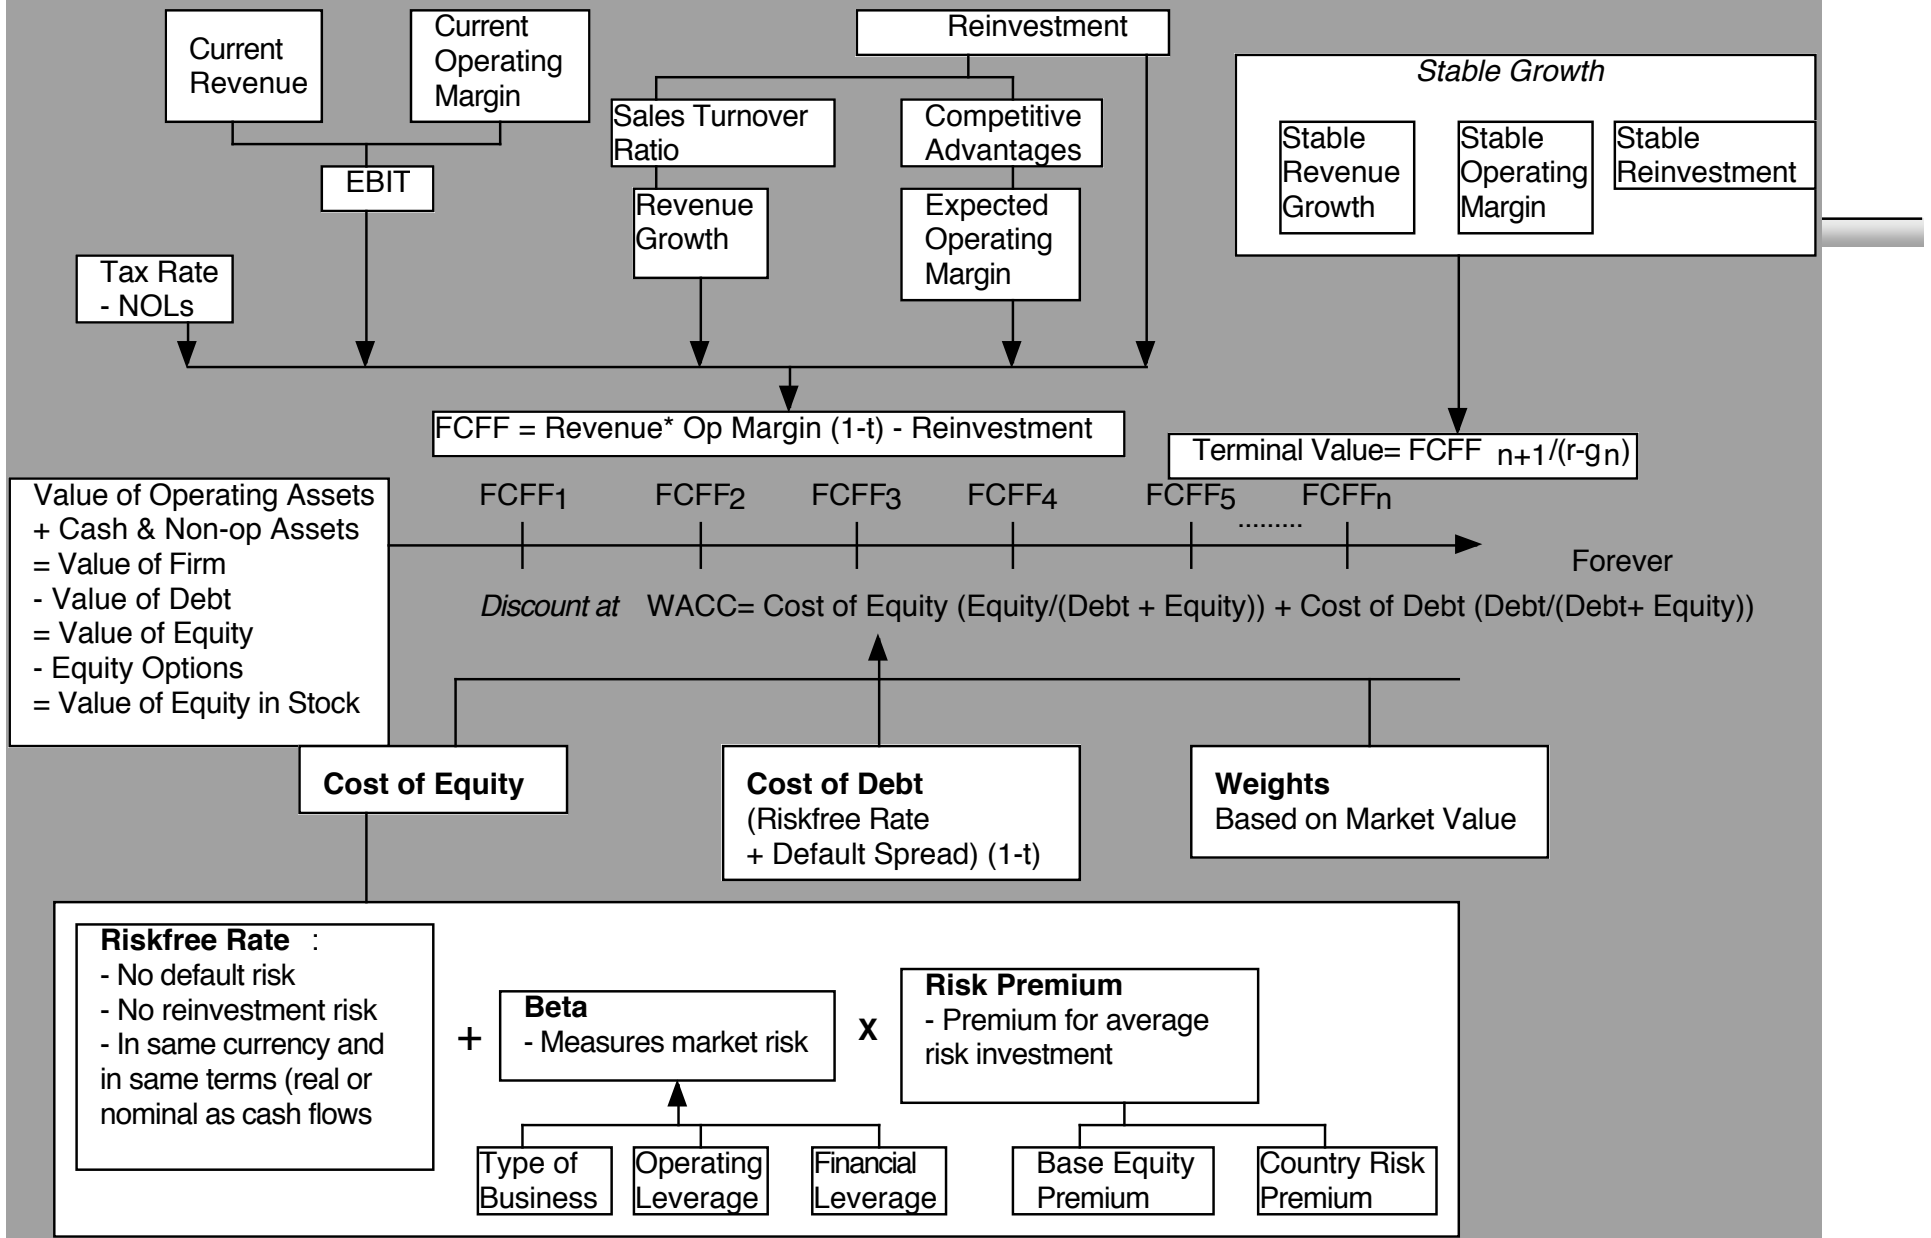 Current
Revenue
Current
Operating
Margin
Reinvestment
Stable Growth
Sales Turnover
Ratio
Competitive
Advantages
Stable
Revenue
Growth
Stable
Operating
Margin
Stable
Reinvestment
EBIT
Revenue
Growth
Expected
Operating
Margin
Tax Rate
- NOLs
FCFF = Revenue* Op Margin (1-t) - Reinvestment
Terminal Value= FCFF n+1/(r-gn)
Value of Operating Assets
+ Cash & Non-op Assets
= Value of Firm
- Value of Debt
= Value of Equity
- Equity Options
= Value of Equity in Stock
FCFF1 FCFF2 FCFF3 FCFF4 FCFF5 ......... FCFFn
Forever
Discount at WACC= Cost of Equity (Equity/(Debt + Equity)) + Cost of Debt (Debt/(Debt+ Equity))
Cost of Equity
Cost of Debt
(Riskfree Rate
+ Default Spread) (1-t)
Weights
Based on Market Value
Riskfree Rate :
- No default risk
- No reinvestment risk
- In same currency and
in same terms (real or
nominal as cash flows
+
Beta
- Measures market risk
X
Risk Premium
- Premium for average
risk investment
Type of
Business
Operating
Leverage
Financial
Leverage
Base Equity
Premium
Country Risk
Premium